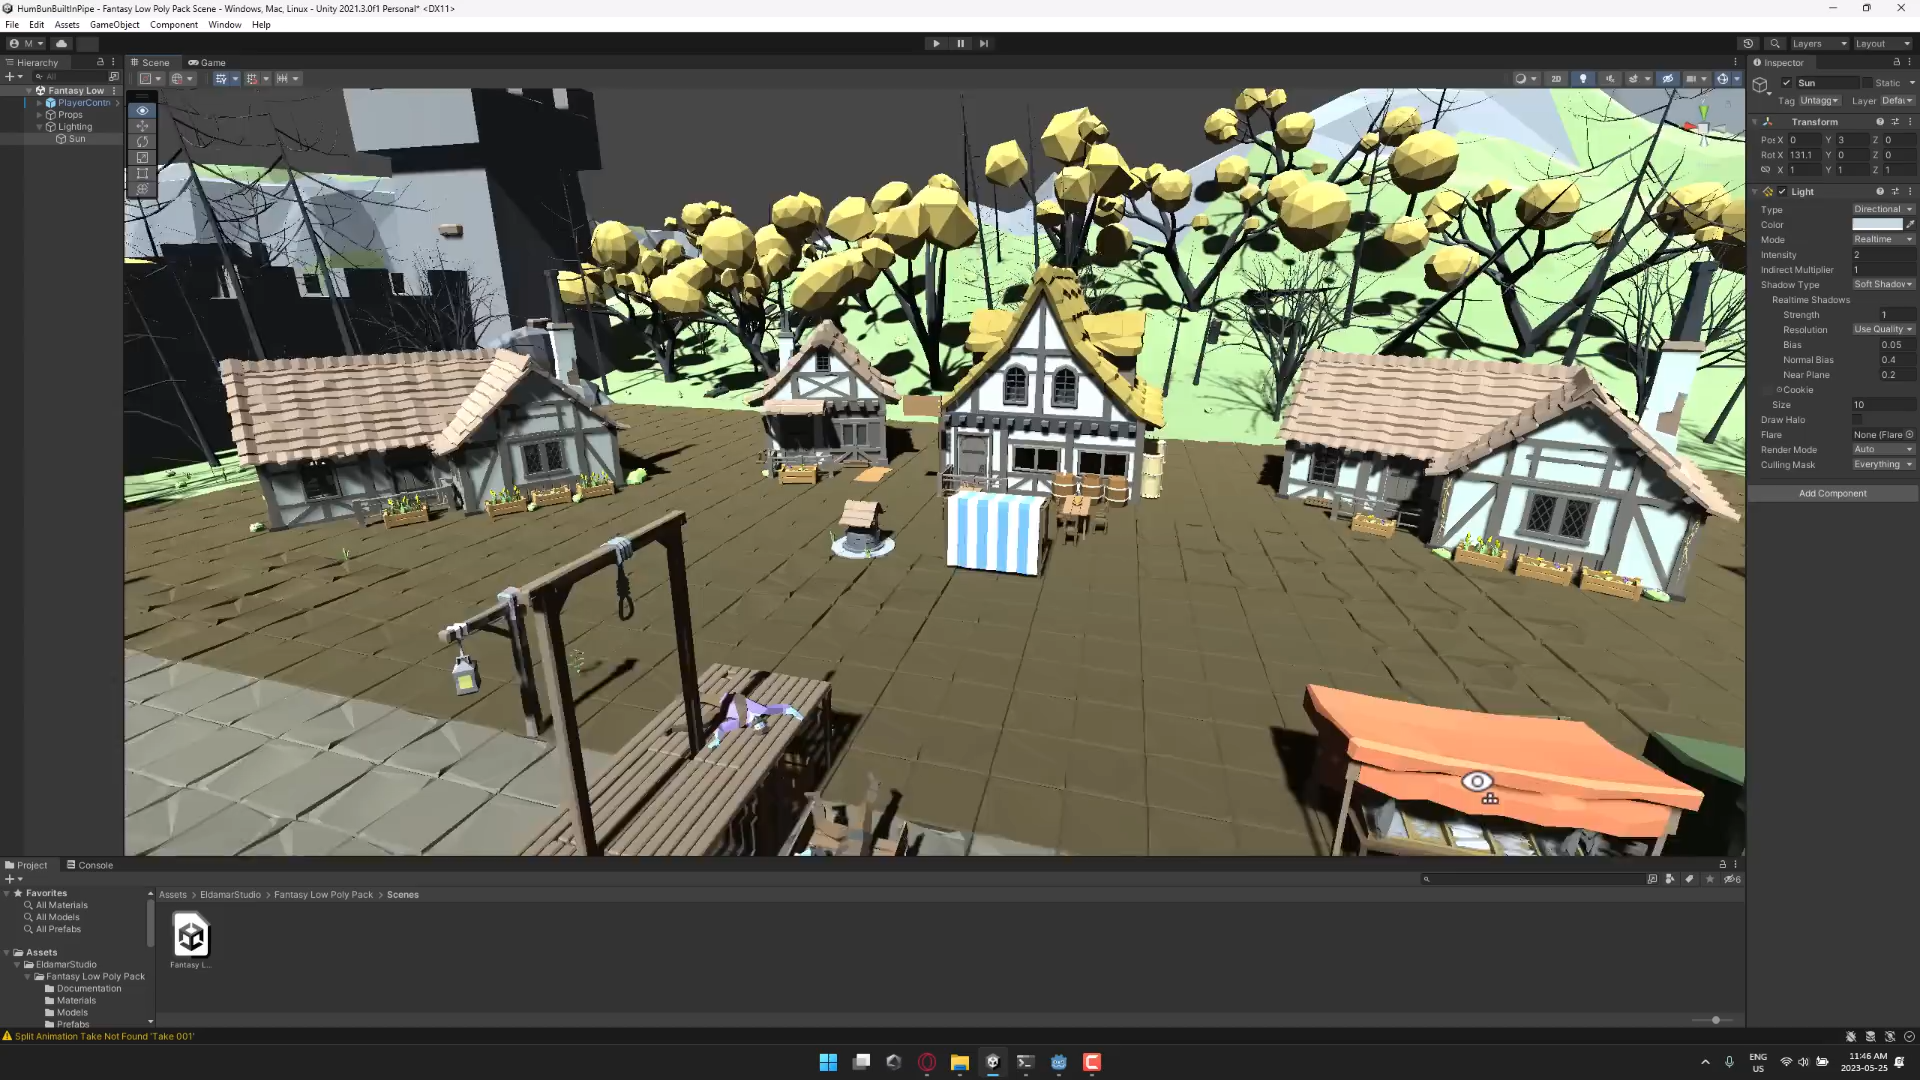 HumBunBuiltInPipe - Fantasy Low Poly Pack Scene - Windows, Mac, Linux - Unity 2021.3.0f1 Personal* <DX11>
File Edit Assets GameObject Component Window Help
M Layers Layout
Hierarchy
All
Fantasy Low
PlayerContr
Props
Lighting
Sun
Scene Game
2D
Inspector
Sun Static
Tag Untagg Layer Defau
Transform
Pos X 0 Y 3 Z 0
Rot X 131.1 Y 0 Z 0
X 1 Y 1 Z 1
Light
Type Directional
Color
Mode Realtime
Intensity 2
Indirect Multiplier 1
Shadow Type Soft Shadov
Realtime Shadows
Strength 1
Resolution Use Quality
Bias 0.05
Normal Bias 0.4
Near Plane 0.2
Cookie
Size 10
Draw Halo
Flare None (Flare
Render Mode Auto
Culling Mask Everything
Add Component
Project Console
6
Favorites
All Materials
All Models
All Prefabs
Assets
EldamarStudio
Fantasy Low Poly Pack
Documentation
Materials
Models
Prefabs
Assets > EldamarStudio > Fantasy Low Poly Pack > Scenes
Fantasy L...
Split Animation Take Not Found 'Take 001'
ENG
US
11:46 AM
2023-05-25